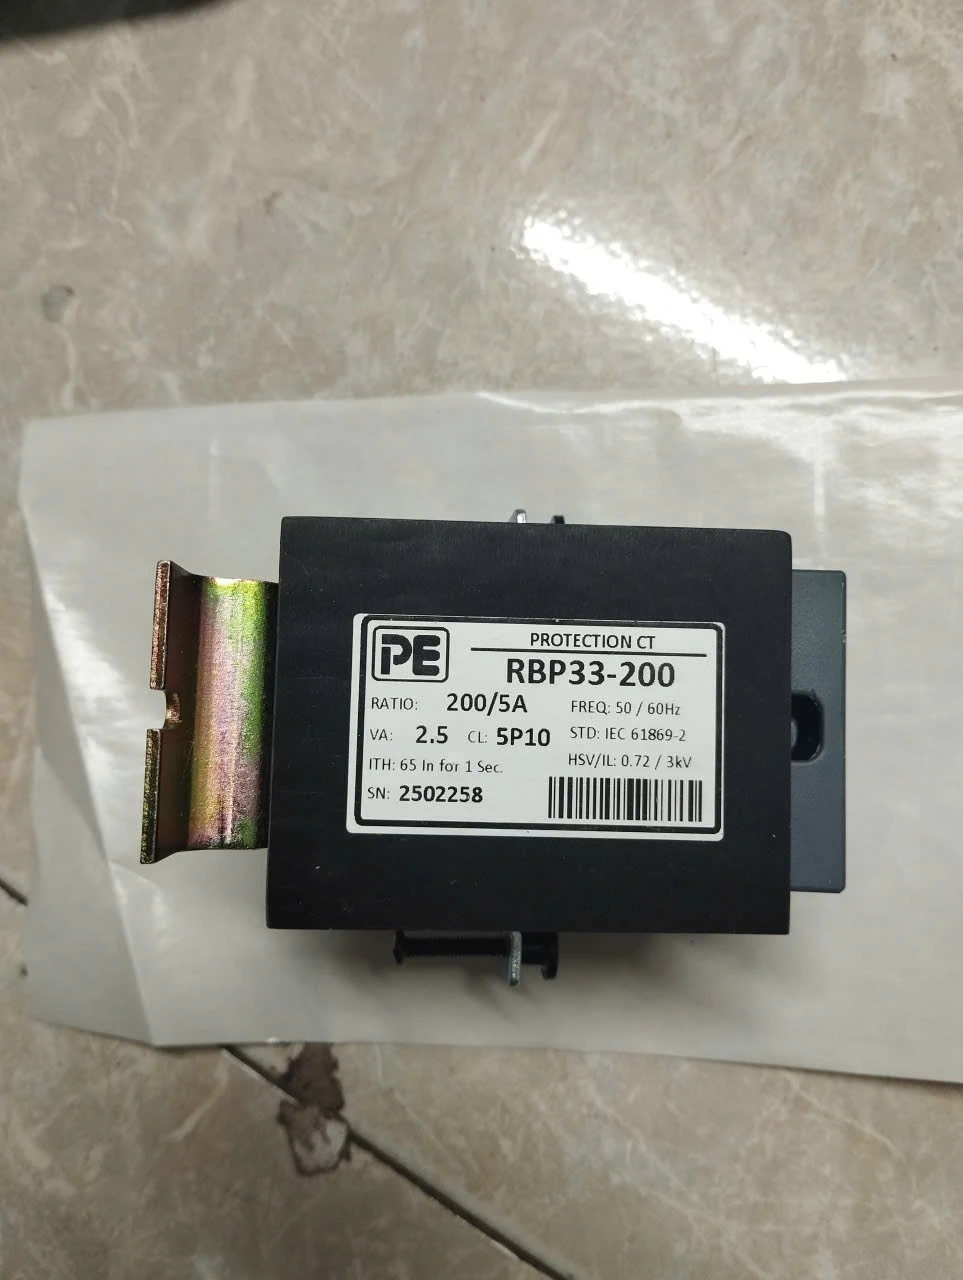 PE
PROTECTION CT
RBP33-200
RATIO: 200/5A FREQ: 50 / 60Hz
VA: 2.5 CL: 5P10 STD: IEC 61869-2
ITH: 65 In for 1 Sec. HSV/IL: 0.72 / 3kV
SN: 2502258